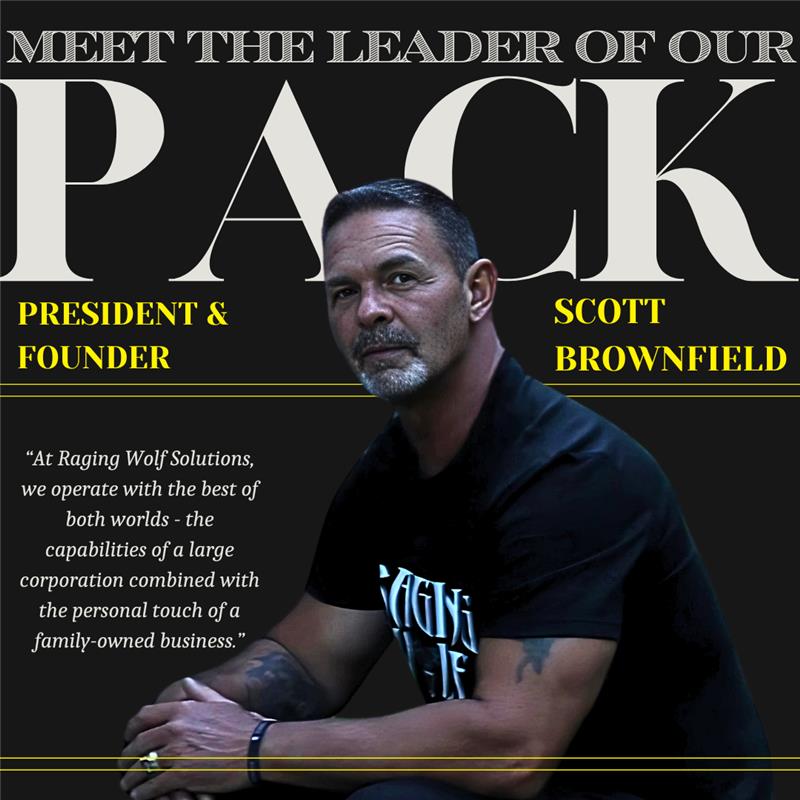 MEET THE LEADER OF OUR
PACK
PRESIDENT &
FOUNDER
SCOTT
BROWNFIELD
“At Raging Wolf Solutions,
we operate with the best of
both worlds - the
capabilities of a large
corporation combined with
the personal touch of a
family-owned business.”